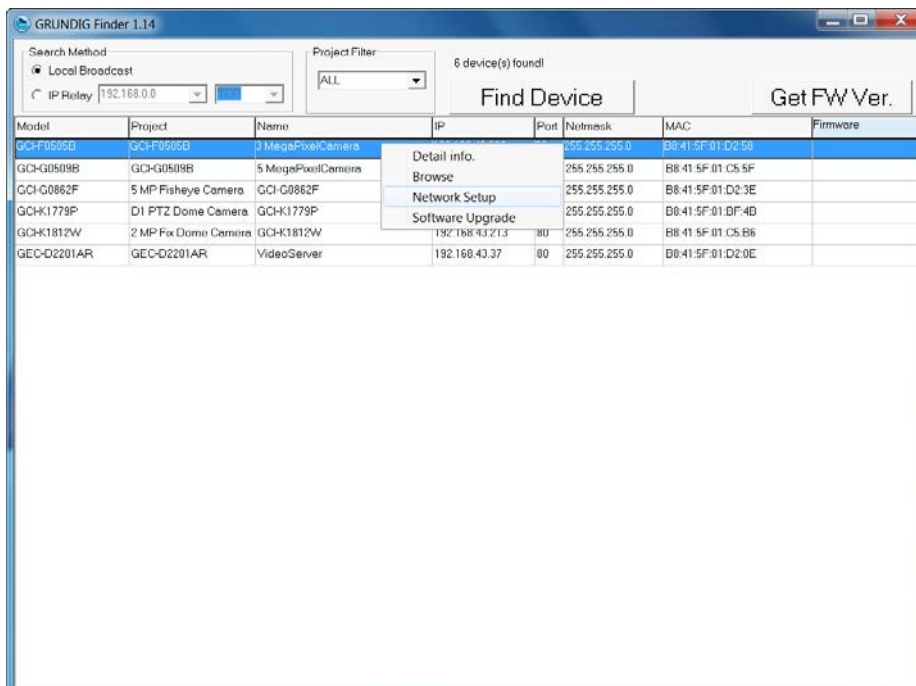 GRUNDIG Finder 1.14
Search Method
Local Broadcast
IP Relay 192.168.0.0
Project Filter
ALL
6 device(s) found!
Find Device
Get FW Ver.
Model Project Name IP Port Netmask MAC Firmware
GCI-F0505B GCI-F0505B 3 MegaPixelCamera 255.255.255.0 B8:41:5F:01:D2:58
GCI-G0509B GCI-G0509B 5 MegaPixelCamera 255.255.255.0 B8:41:5F:01:C5:5F
GCI-G0862F 5 MP Fisheye Camera GCI-G0862F 255.255.255.0 B8:41:5F:01:D2:3E
GCI-K1779P D1 PTZ Dome Camera GCI-K1779P 255.255.255.0 B8:41:5F:01:BF:4B
GCI-K1812W 2 MP Fix Dome Camera GCI-K1812W 192.168.43.213 80 255.255.255.0 B8:41:5F:01:C5:B6
GEC-D2201AR GEC-D2201AR VideoServer 192.168.43.37 80 255.255.255.0 B8:41:5F:01:D2:0E
Detail info.
Browse
Network Setup
Software Upgrade